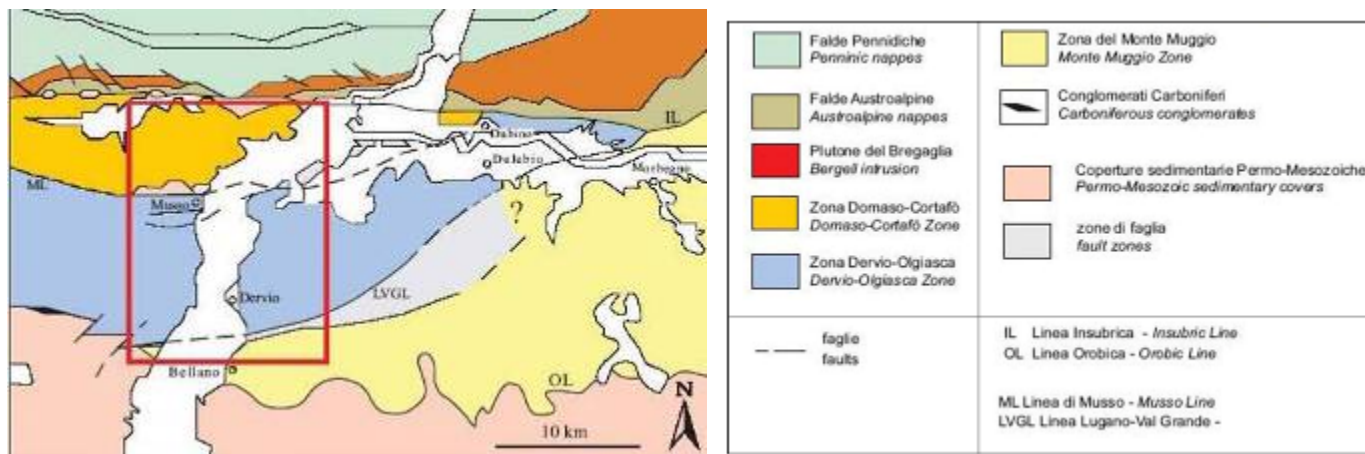 IL
Dubino
Delebio
Morbegno
ML
Musso
?
LVGL
Dervio
Bellano
OL
N
10 km
Falde Pennidiche
Penninic nappes
Falde Austroalpine
Austroalpine nappes
Plutone del Bregaglia
Bergell intrusion
Zona Domaso-Cortafò
Domaso-Cortafò Zone
Zona Dervio-Olgiasca
Dervio-Olgiasca Zone
faglie
faults
Zona del Monte Muggio
Monte Muggio Zone
Conglomerati Carboniferi
Carboniferous conglomerates
Coperture sedimentarie Permo-Mesozoiche
Permo-Mesozoic sedimentary covers
zone di faglia
fault zones
IL Linea Insubrica - Insubric Line
OL Linea Orobica - Orobic Line
ML Linea di Musso - Musso Line
LVGL Linea Lugano-Val Grande -